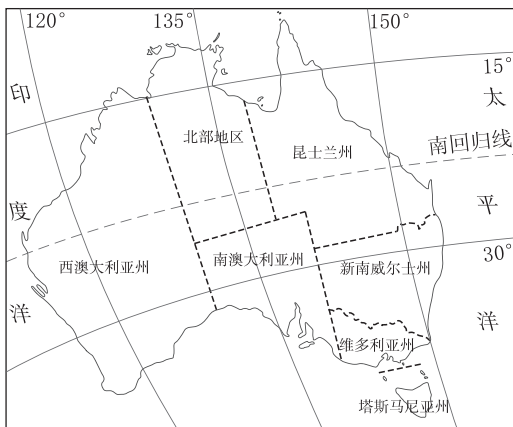 120°
135°
150°
15°
印
度
洋
太
平
洋
北部地区
昆士兰州
南回归线
西澳大利亚州
南澳大利亚州
30°
新南威尔士州
维多利亚州
塔斯马尼亚州